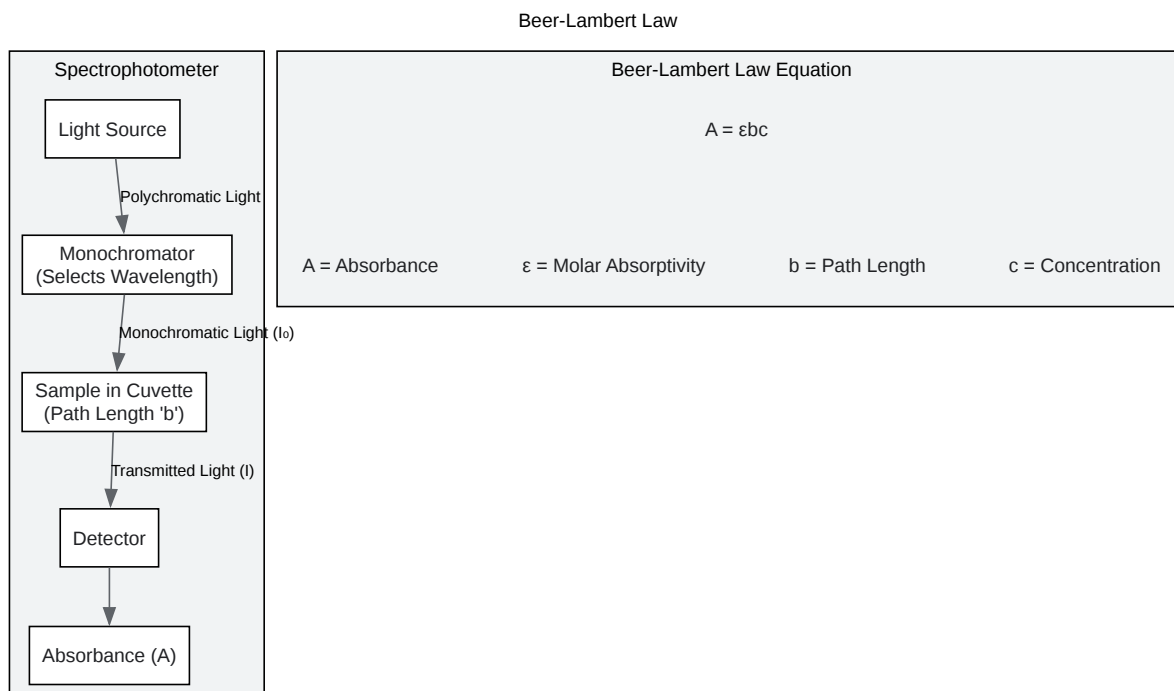 Beer-Lambert Law
Spectrophotometer
Light Source
Polychromatic Light
Monochromator
(Selects Wavelength)
Monochromatic Light (I₀)
Sample in Cuvette
(Path Length 'b')
Transmitted Light (I)
Detector
Absorbance (A)
Beer-Lambert Law Equation
A = εbc
A = Absorbance
ε = Molar Absorptivity
b = Path Length
c = Concentration